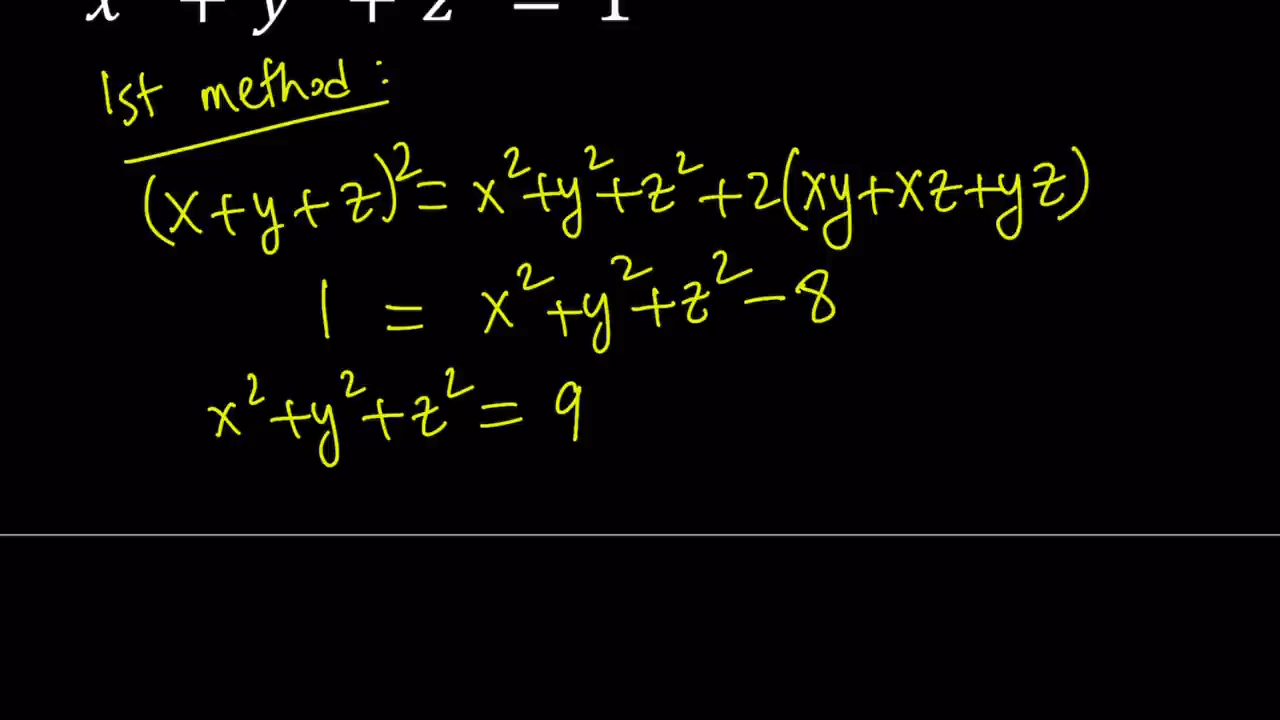 x + y + z = 1
1st method:
(x+y+z)²= x²+y²+z²+2(xy+xz+yz)
1 = x²+y²+z²-8
x²+y²+z²= 9